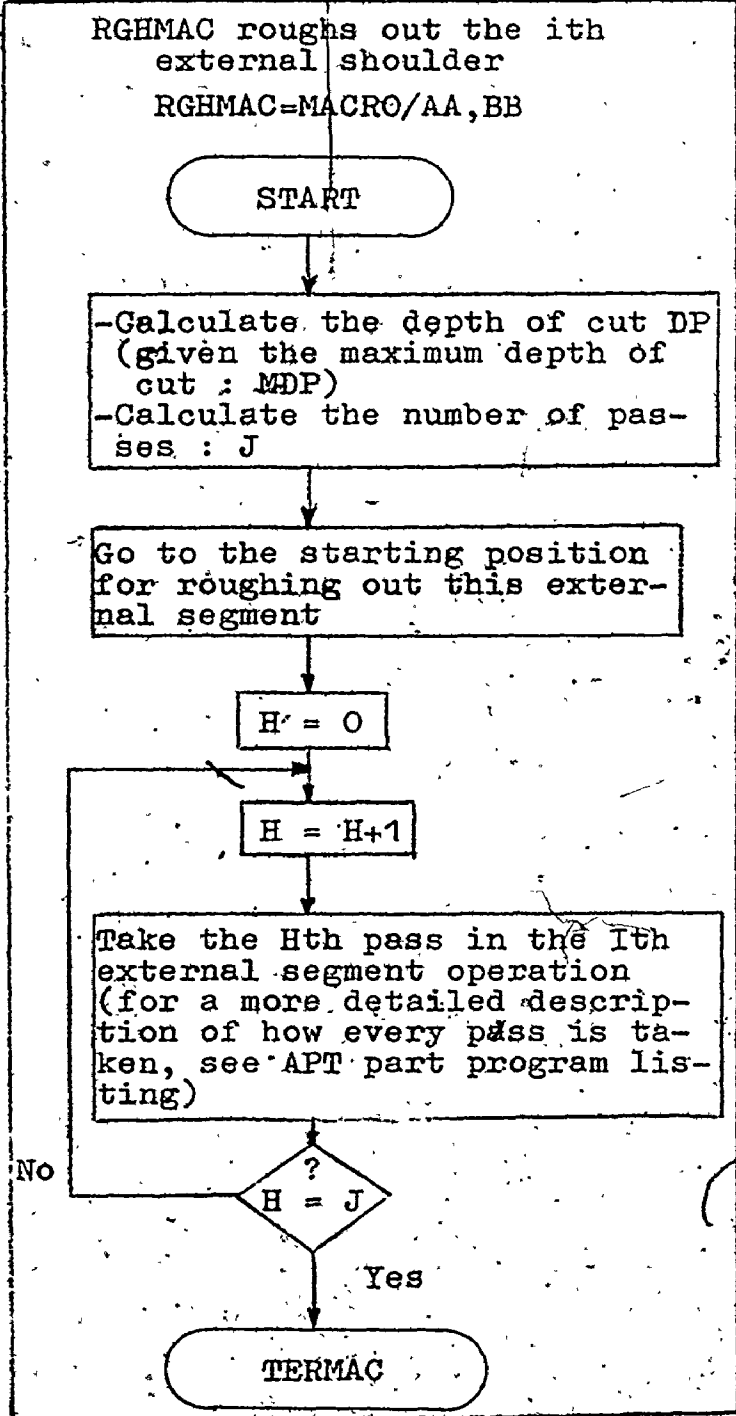 RGHMAC roughs out the ith
external shoulder
RGHMAC=MACRO/AA,BB
START
-Calculate the depth of cut DP
(given the maximum depth of
cut : MDP)
-Calculate the number of pas-
ses : J
Go to the starting position
for roughing out this exter-
nal segment
H = 0
H = H+1
Take the Hth pass in the Ith
external segment operation
(for a more detailed descrip-
tion of how every pass is ta-
ken, see APT part program lis-
ting)
No
?
H = J
Yes
TERMAC